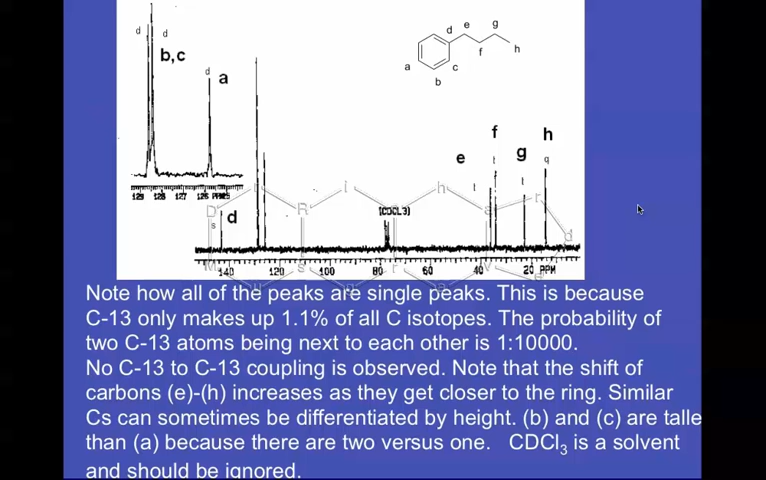 d d
b,c
d
a
d e g
f h
a c
b
f h
e t g q
t t
129 128 127 126 PPM
d
s
(CDCL3)
140 120 100 80 60 40 20 PPM
Note how all of the peaks are single peaks. This is because
C-13 only makes up 1.1% of all C isotopes. The probability of
two C-13 atoms being next to each other is 1:10000.
No C-13 to C-13 coupling is observed. Note that the shift of
carbons (e)-(h) increases as they get closer to the ring. Similar
Cs can sometimes be differentiated by height. (b) and (c) are talle
than (a) because there are two versus one. CDCl₃ is a solvent
and should be ignored.